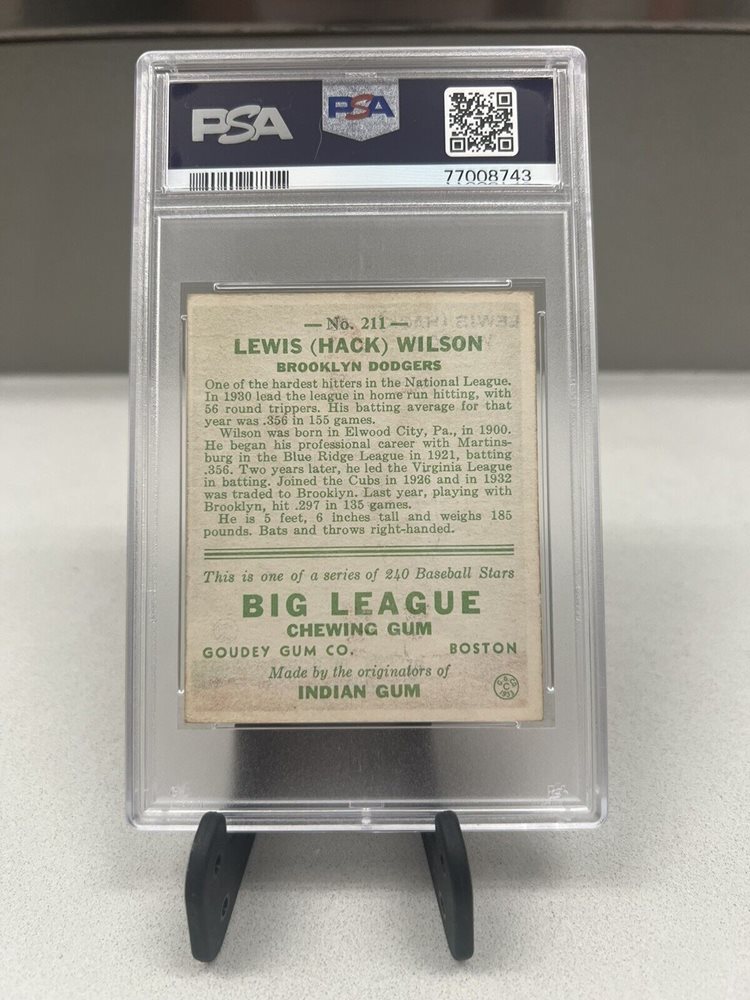 PSA
PSA
77008743
— No. 211 —
LEWIS (HACK) WILSON
BROOKLYN DODGERS
One of the hardest hitters in the National League.
In 1930 lead the league in home run hitting, with
56 round trippers. His batting average for that
year was .356 in 155 games.
Wilson was born in Elwood City, Pa., in 1900.
He began his professional career with Martins-
burg in the Blue Ridge League in 1921, batting
.356. Two years later, he led the Virginia League
in batting. Joined the Cubs in 1926 and in 1932
was traded to Brooklyn. Last year, playing with
Brooklyn, hit .297 in 135 games.
He is 5 feet, 6 inches tall and weighs 185
pounds. Bats and throws right-handed.
This is one of a series of 240 Baseball Stars
BIG LEAGUE
CHEWING GUM
GOUDEY GUM CO. BOSTON
Made by the originators of
INDIAN GUM
G.G.CO.
C
1933